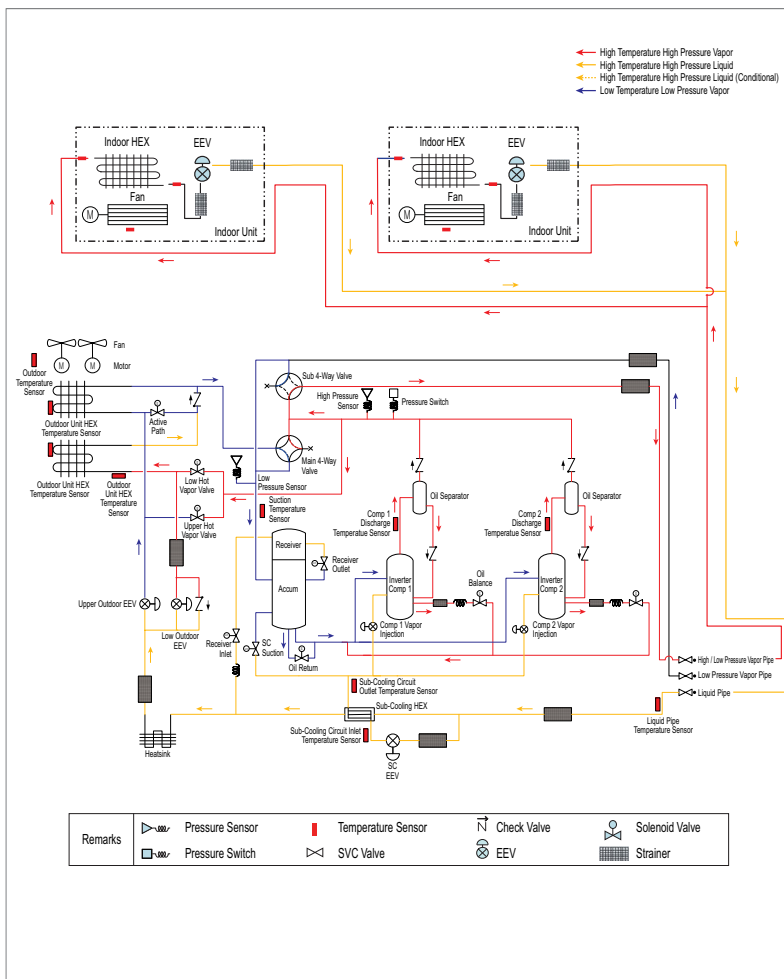 High Temperature High Pressure Vapor
High Temperature High Pressure Liquid
High Temperature High Pressure Liquid (Conditional)
Low Temperature Low Pressure Vapor
Indoor HEX
EEV
Fan
M
Indoor Unit
Indoor HEX
EEV
Fan
M
Indoor Unit
Fan
M
M
Motor
Outdoor
Temperature
Sensor
Sub 4-Way Valve
High Pressure
Sensor
Pressure Switch
Outdoor Unit HEX
Temperature Sensor
Active
Path
Main 4-Way
Valve
Outdoor Unit HEX
Temperature Sensor
Outdoor
Unit HEX
Temperature
Sensor
Low Hot
Vapor Valve
Upper Hot
Vapor Valve
Low
Pressure Sensor
Suction
Temperature
Sensor
Oil Separator
Oil Separator
Comp 1
Discharge
Temperatue Sensor
Comp 2
Discharge
Temperatue Sensor
Receiver
Receiver
Outlet
Accum
Inverter
Comp 1
Oil
Balance
Inverter
Comp 2
Upper Outdoor EEV
Low Outdoor
EEV
Receiver
Inlet
SC
Suction
Oil Return
Comp 1 Vapor
Injection
Comp 2 Vapor
Injection
High / Low Pressure Vapor Pipe
Low Pressure Vapor Pipe
Liquid Pipe
Sub-Cooling Circuit
Outlet Temperature Sensor
Sub-Cooling HEX
Sub-Cooling Circuit Inlet
Temperature Sensor
SC
EEV
Liquid Pipe
Temperature Sensor
Heatsink
Remarks
Pressure Sensor
Temperature Sensor
Check Valve
Solenoid Valve
Pressure Switch
SVC Valve
EEV
Strainer